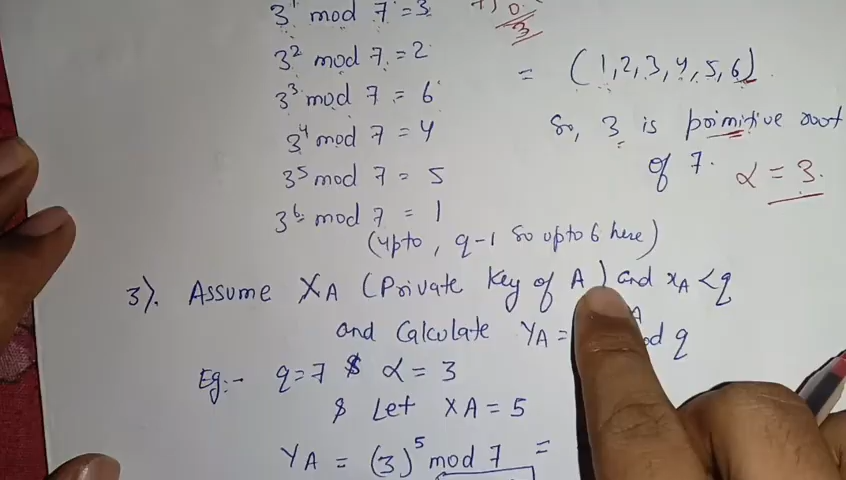 3¹ mod 7 = 3
3² mod 7 = 2
3³ mod 7 = 6
3⁴ mod 7 = 4
3⁵ mod 7 = 5
3⁶ mod 7 = 1
(upto, q-1 so upto 6 here)
= (1,2,3,4,5,6)
So, 3 is primitive root
of 7. α = 3.
3). Assume XA (Private Key of A) and xA < q
and Calculate YA = mod q
Eg:- q=7 & α = 3
& Let XA = 5
YA = (3)⁵ mod 7 =